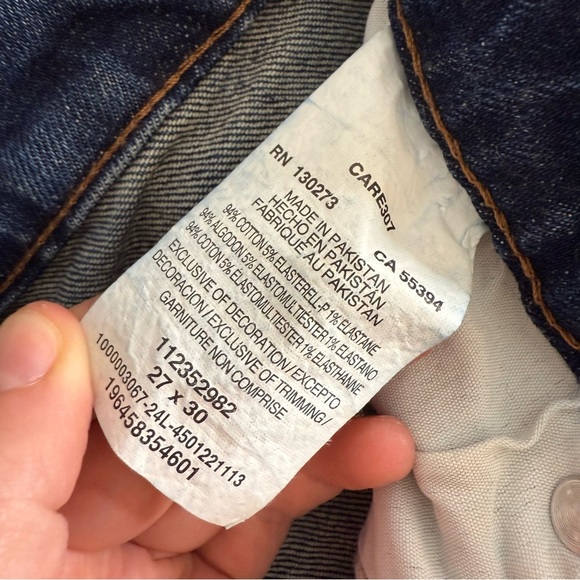 CARE307
RN 130273
CA 55394
MADE IN PAKISTAN
HECHO EN PAKISTAN
FABRIQUÉ AU PAKISTAN
94% COTTON 5% ELASTERELL-P 1% ELASTANE
94% ALGODON 5% ELASTOMULTIESTER 1% ELASTANO
94% COTON 5% ELASTOMULTIESTER 1% ELASTHANNE
EXCLUSIVE OF DECORATION/EXCEPTO
DECORACION/EXCLUSIVE OF TRIMMING/
GARNITURE NON COMPRISE
112352982
27 x 30
1000003067-24L-4501221113
196458354601